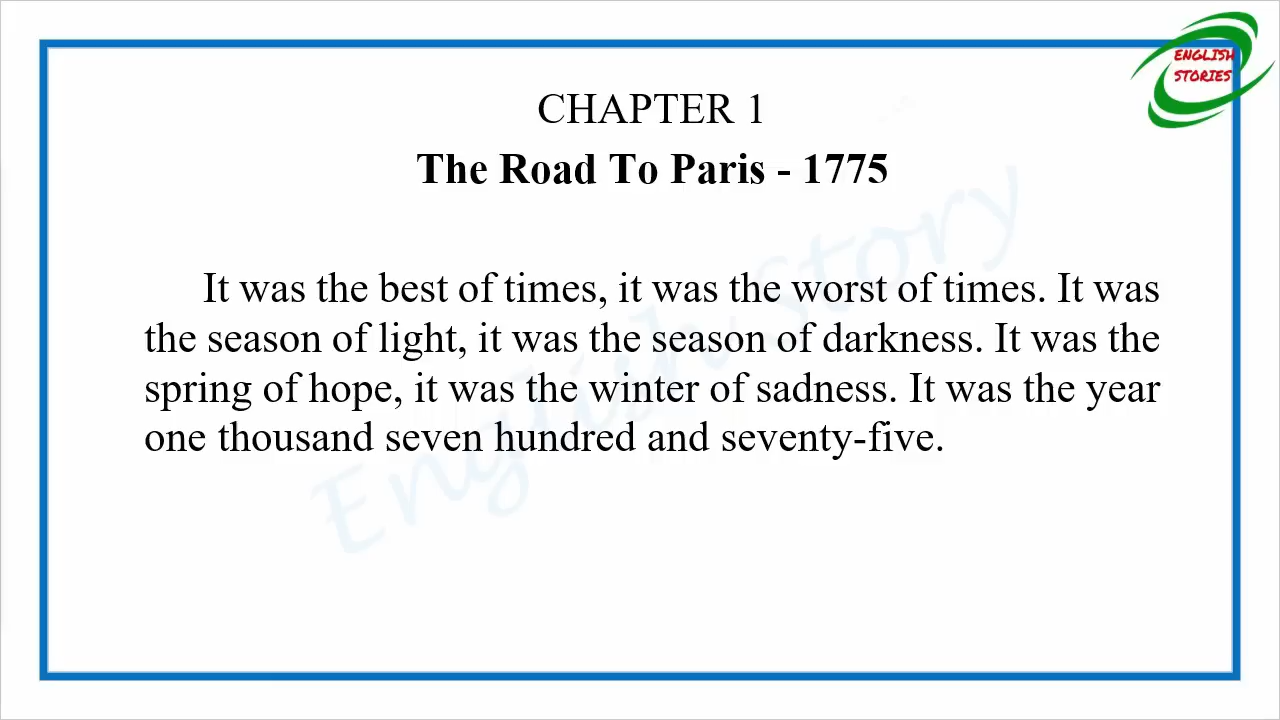 ENGLISH
STORIES
CHAPTER 1
The Road To Paris - 1775
It was the best of times, it was the worst of times. It was
the season of light, it was the season of darkness. It was the
spring of hope, it was the winter of sadness. It was the year
one thousand seven hundred and seventy-five.
English Story